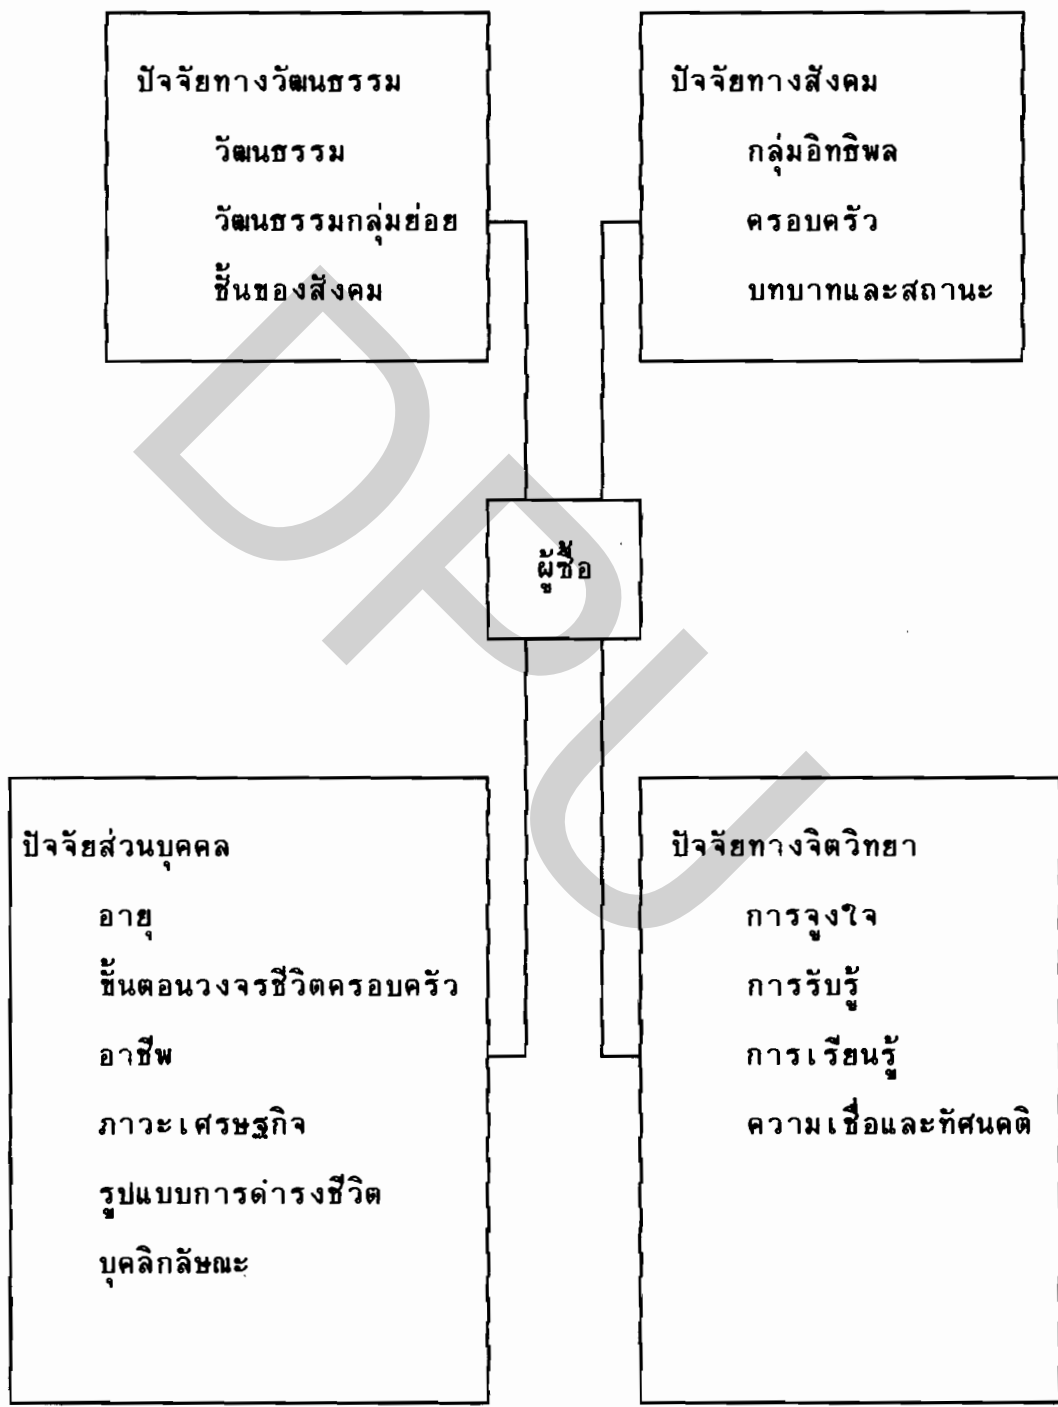 ปัจจัยทางวัฒนธรรม
วัฒนธรรม
วัฒนธรรมกลุ่มย่อย
ชั้นของสังคม
ปัจจัยทางสังคม
กลุ่มอิทธิพล
ครอบครัว
บทบาทและสถานะ
ผู้ซื้อ
ปัจจัยส่วนบุคคล
อายุ
ขั้นตอนวงจรชีวิตครอบครัว
อาชีพ
ภาวะเศรษฐกิจ
รูปแบบการดำรงชีวิต
บุคลิกลัษณะ
ปัจจัยทางจิตวิทยา
การจูงใจ
การรับรู้
การเรียนรู้
ความเชื่อและทัศนคติ
DPU